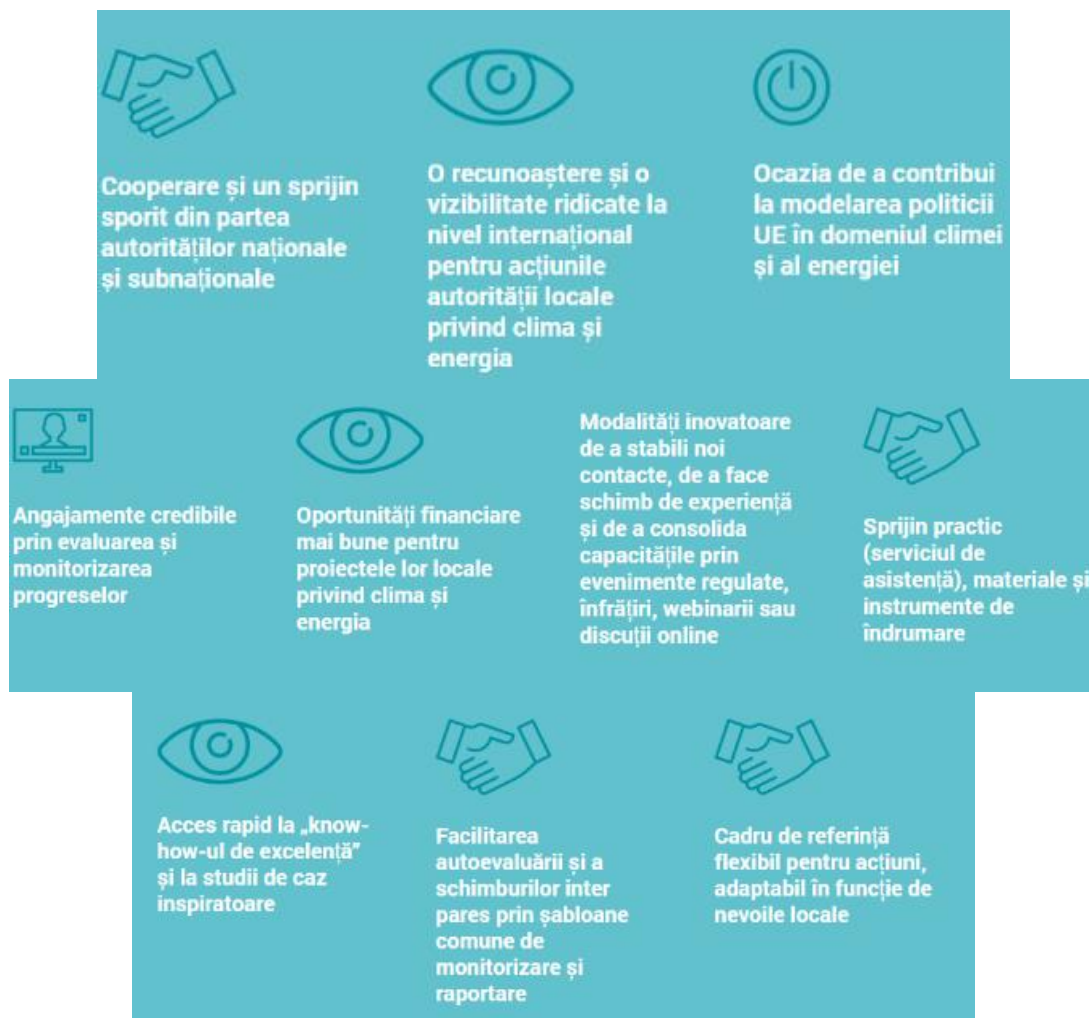 Cooperare și un sprijin
sporit din partea
autorităților naționale
și subnaționale
O recunoaștere și o
vizibilitate ridicate la
nivel internațional
pentru acțiunile
autorității locale
privind clima și
energia
Ocazia de a contribui
la modelarea politicii
UE în domeniul climei
și al energiei
Angajamente credibile
prin evaluarea și
monitorizarea
progreselor
Oportunități financiare
mai bune pentru
proiectele lor locale
privind clima și
energia
Modalități inovatoare
de a stabili noi
contacte, de a face
schimb de experiență
și de a consolida
capacitățile prin
evenimente regulate,
înfrățiri, webinarii sau
discuții online
Sprijin practic
(serviciul de
asistență), materiale și
instrumente de
îndrumare
Acces rapid la „know-
how-ul de excelență”
și la studii de caz
inspiratoare
Facilitarea
autoevaluării și a
schimburilor inter
pares prin șabloane
comune de
monitorizare și
raportare
Cadru de referință
flexibil pentru acțiuni,
adaptabil în funcție de
nevoile locale